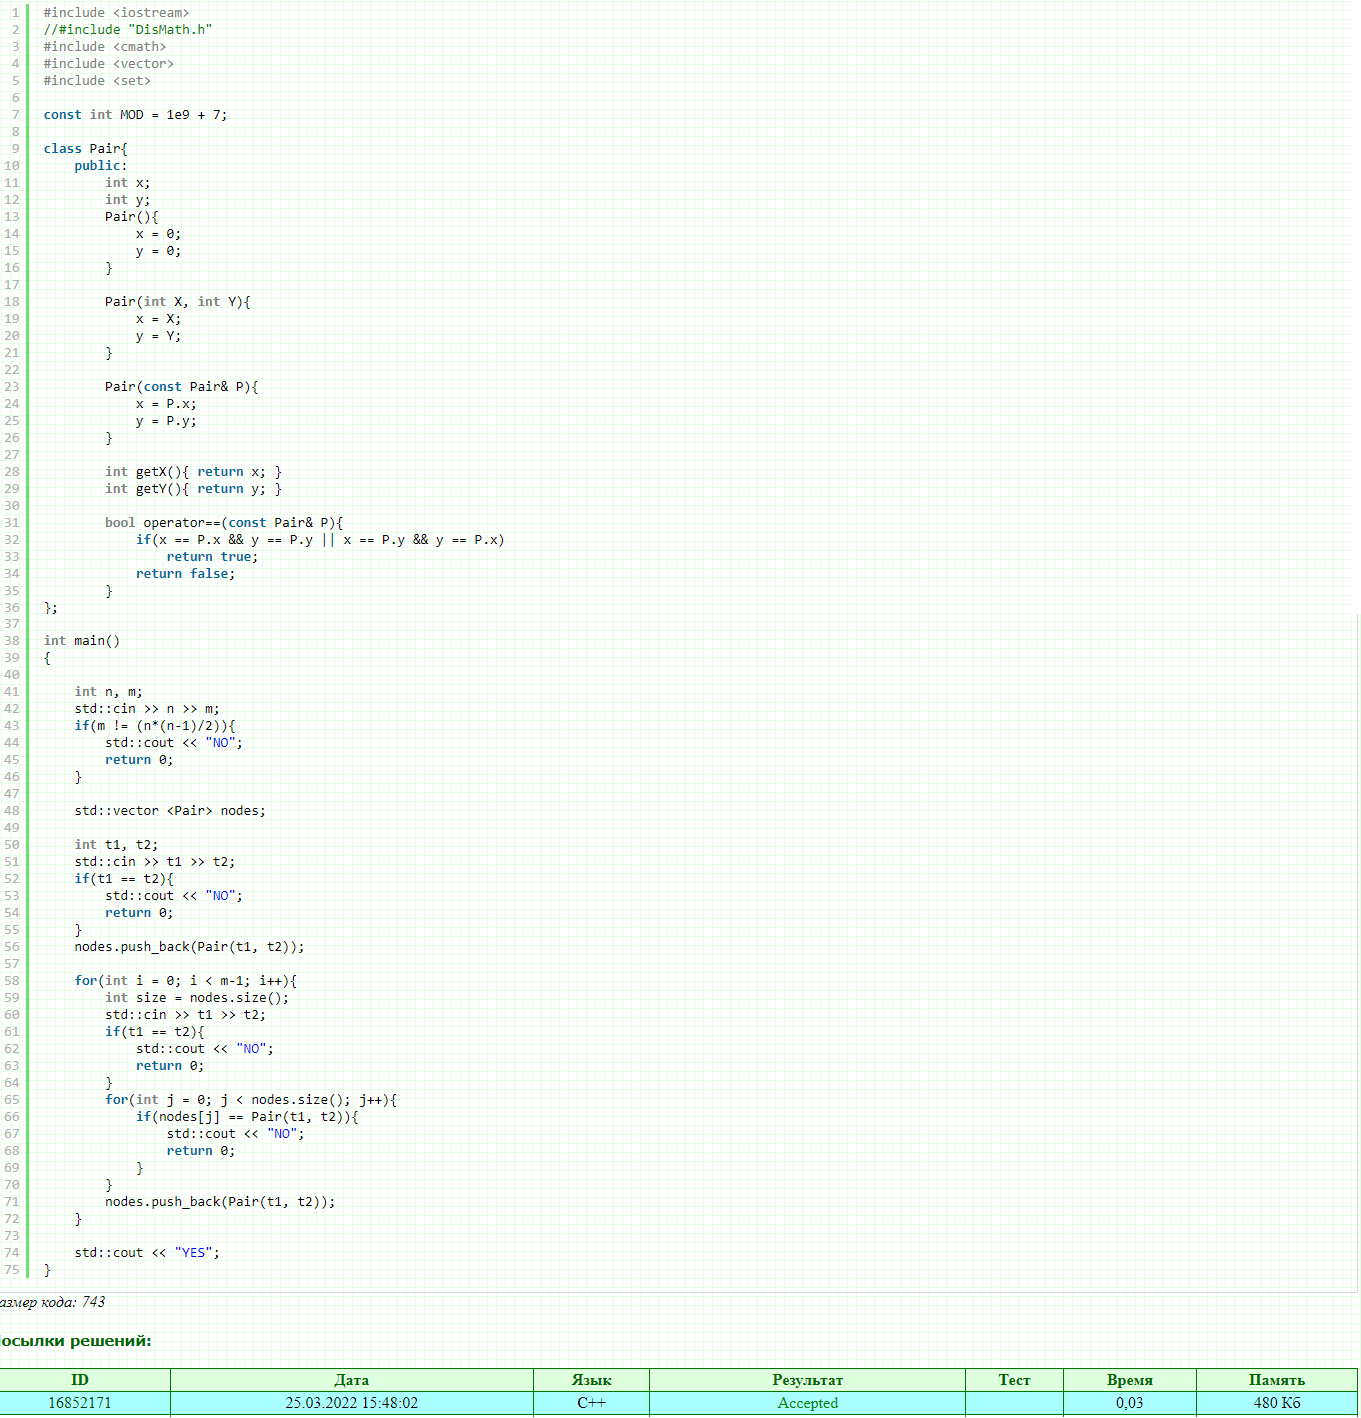 1 #include <iostream>
2 //#include "DisMath.h"
3 #include <cmath>
4 #include <vector>
5 #include <set>
6
7 const int MOD = 1e9 + 7;
8
9 class Pair{
10     public:
11         int x;
12         int y;
13         Pair(){
14             x = 0;
15             y = 0;
16         }
17
18         Pair(int X, int Y){
19             x = X;
20             y = Y;
21         }
22
23         Pair(const Pair& P){
24             x = P.x;
25             y = P.y;
26         }
27
28         int getX(){ return x; }
29         int getY(){ return y; }
30
31         bool operator==(const Pair& P){
32             if(x == P.x && y == P.y || x == P.y && y == P.x)
33                 return true;
34             return false;
35         }
36 };
37
38 int main()
39 {
40
41     int n, m;
42     std::cin >> n >> m;
43     if(m != (n*(n-1)/2)){
44         std::cout << "NO";
45         return 0;
46     }
47
48     std::vector <Pair> nodes;
49
50     int t1, t2;
51     std::cin >> t1 >> t2;
52     if(t1 == t2){
53         std::cout << "NO";
54         return 0;
55     }
56     nodes.push_back(Pair(t1, t2));
57
58     for(int i = 0; i < m-1; i++){
59         int size = nodes.size();
60         std::cin >> t1 >> t2;
61         if(t1 == t2){
62             std::cout << "NO";
63             return 0;
64         }
65         for(int j = 0; j < nodes.size(); j++){
66             if(nodes[j] == Pair(t1, t2)){
67                 std::cout << "NO";
68                 return 0;
69             }
70         }
71         nodes.push_back(Pair(t1, t2));
72     }
73
74     std::cout << "YES";
75 }
азмер кода: 743
осылки решений:
ID Дата Язык Результат Тест Время Память
16852171 25.03.2022 15:48:02 C++ Accepted 0,03 480 Кб